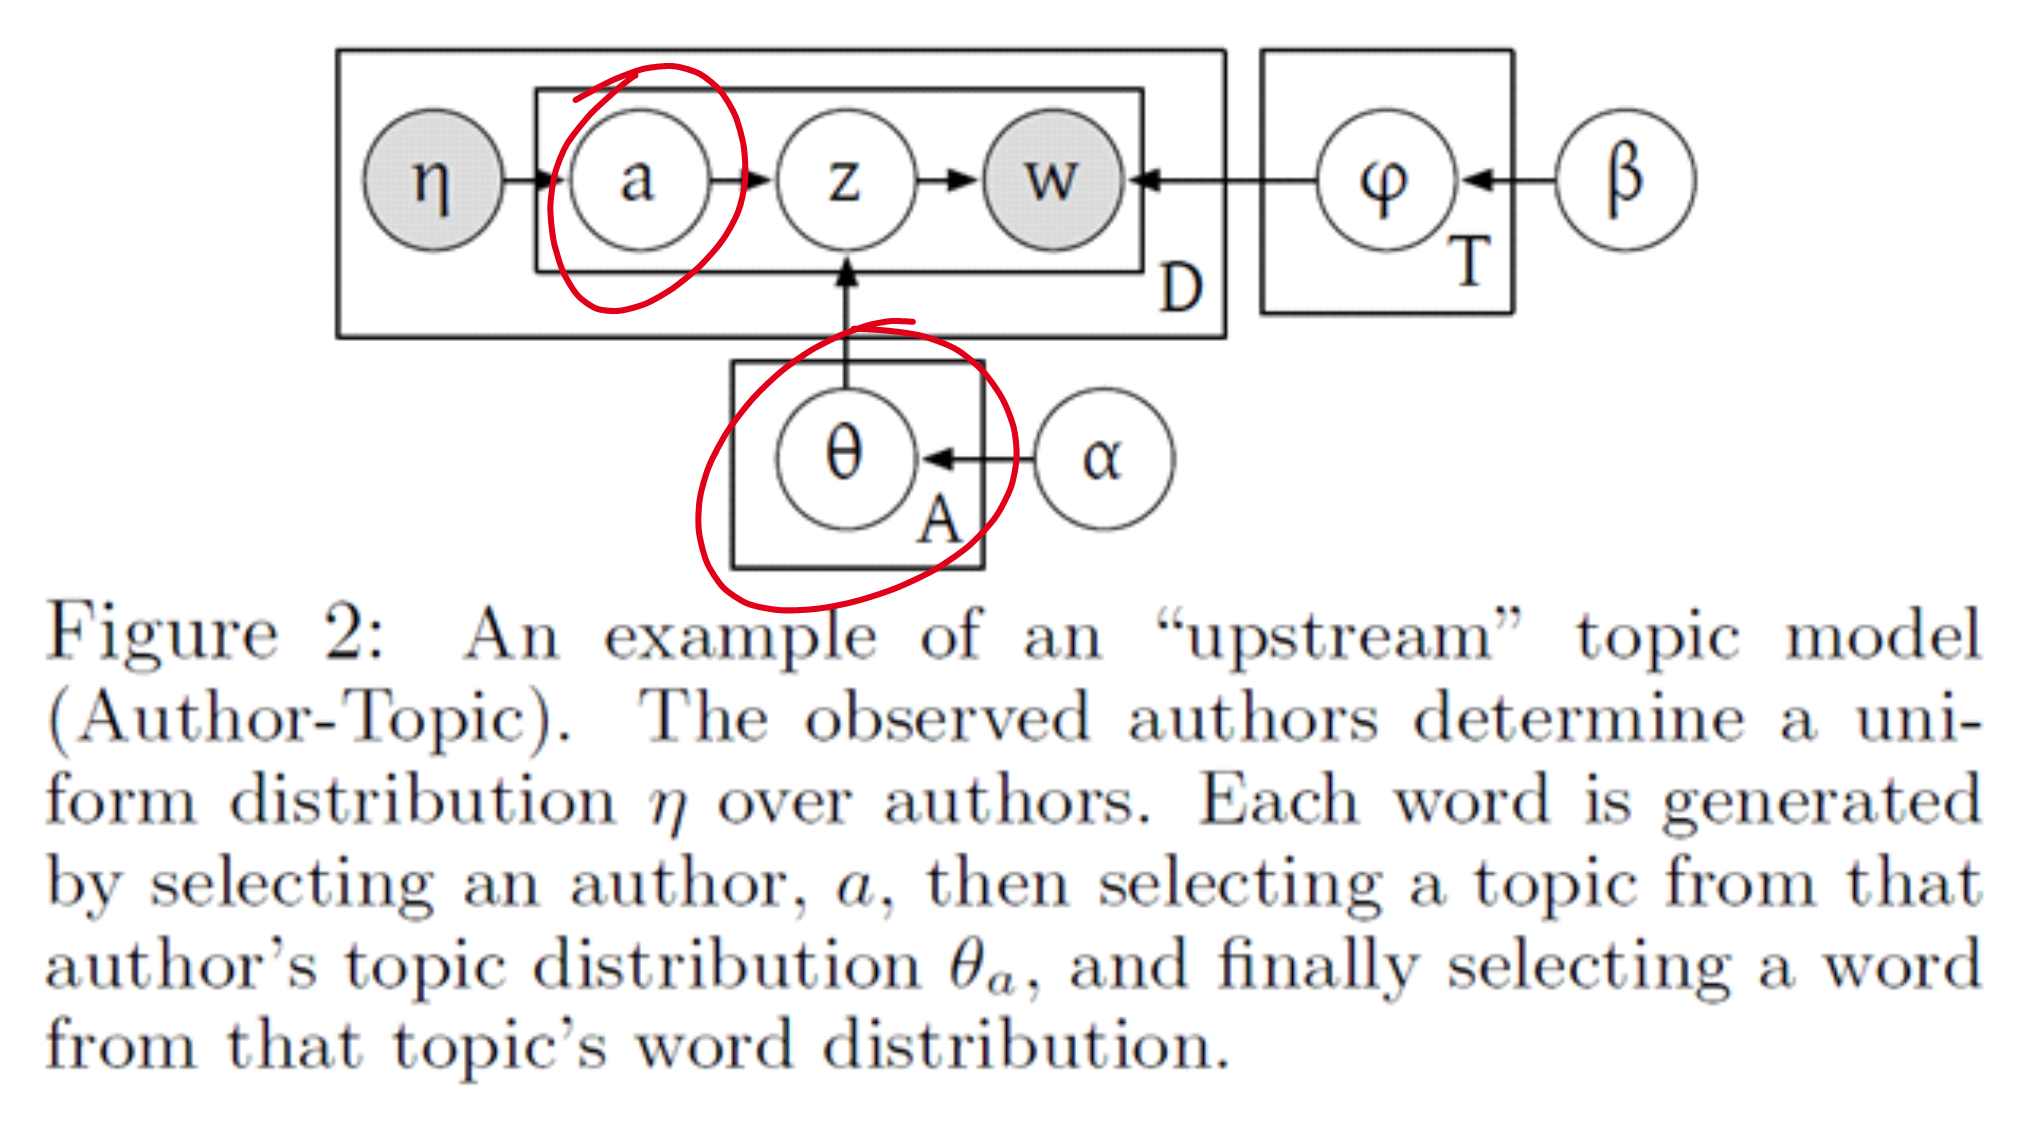 η a z w φ β
D T
θ α
A
Figure 2: An example of an “upstream” topic model
(Author-Topic). The observed authors determine a uni-
form distribution η over authors. Each word is generated
by selecting an author, a, then selecting a topic from that
author’s topic distribution θa, and finally selecting a word
from that topic’s word distribution.